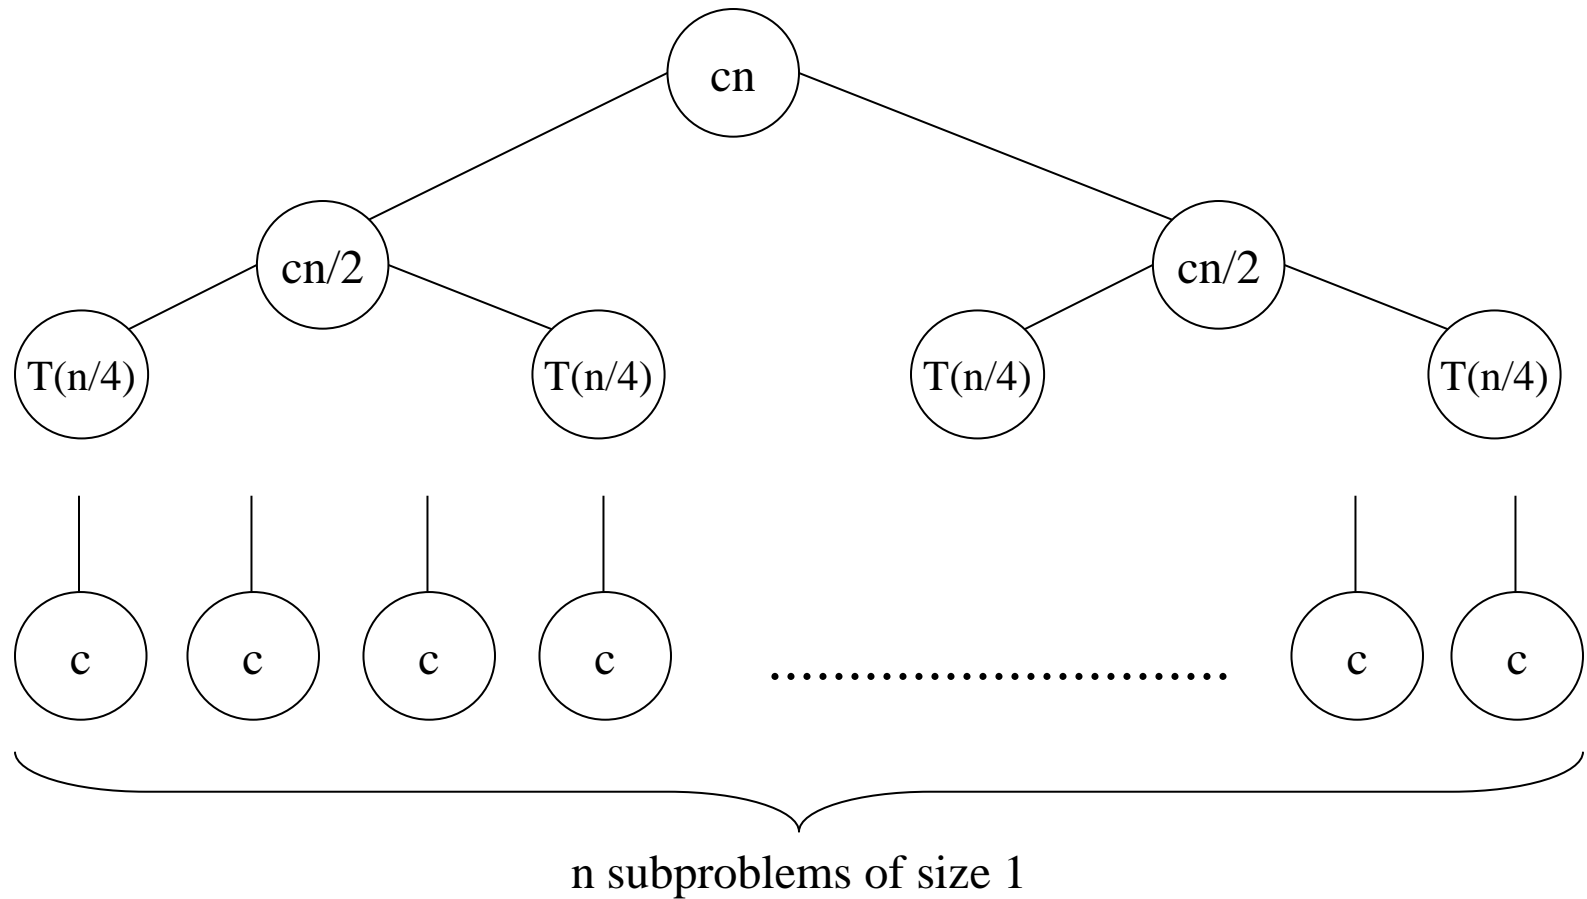 cn
cn/2 cn/2
T(n/4) T(n/4) T(n/4) T(n/4)
c c c c ............................. c c
n subproblems of size 1